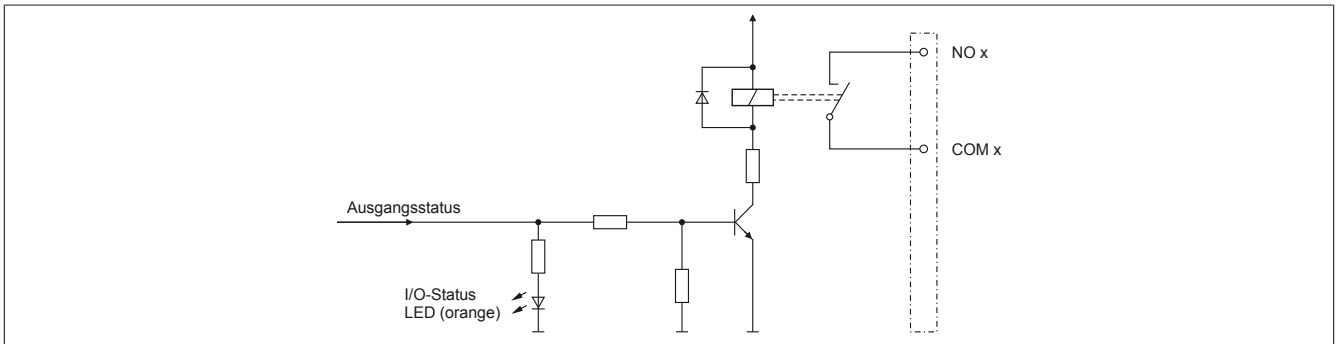 NO x
COM x
Ausgangsstatus
I/O-Status
LED (orange)